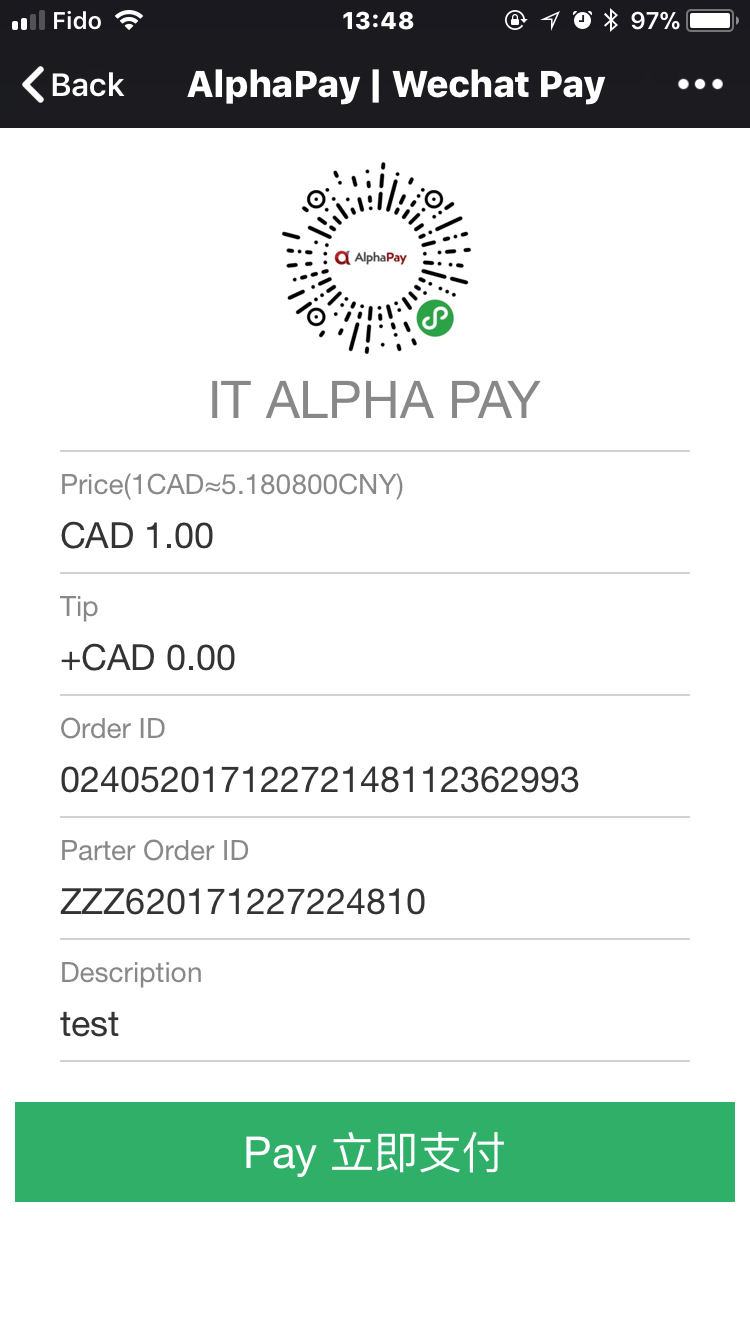 Fido 13:48 97%
Back AlphaPay | Wechat Pay
AlphaPay
IT ALPHA PAY
Price(1CAD≈5.180800CNY)
CAD 1.00
Tip
+CAD 0.00
Order ID
02405201712272148112362993
Parter Order ID
ZZZ620171227224810
Description
test
Pay 立即支付